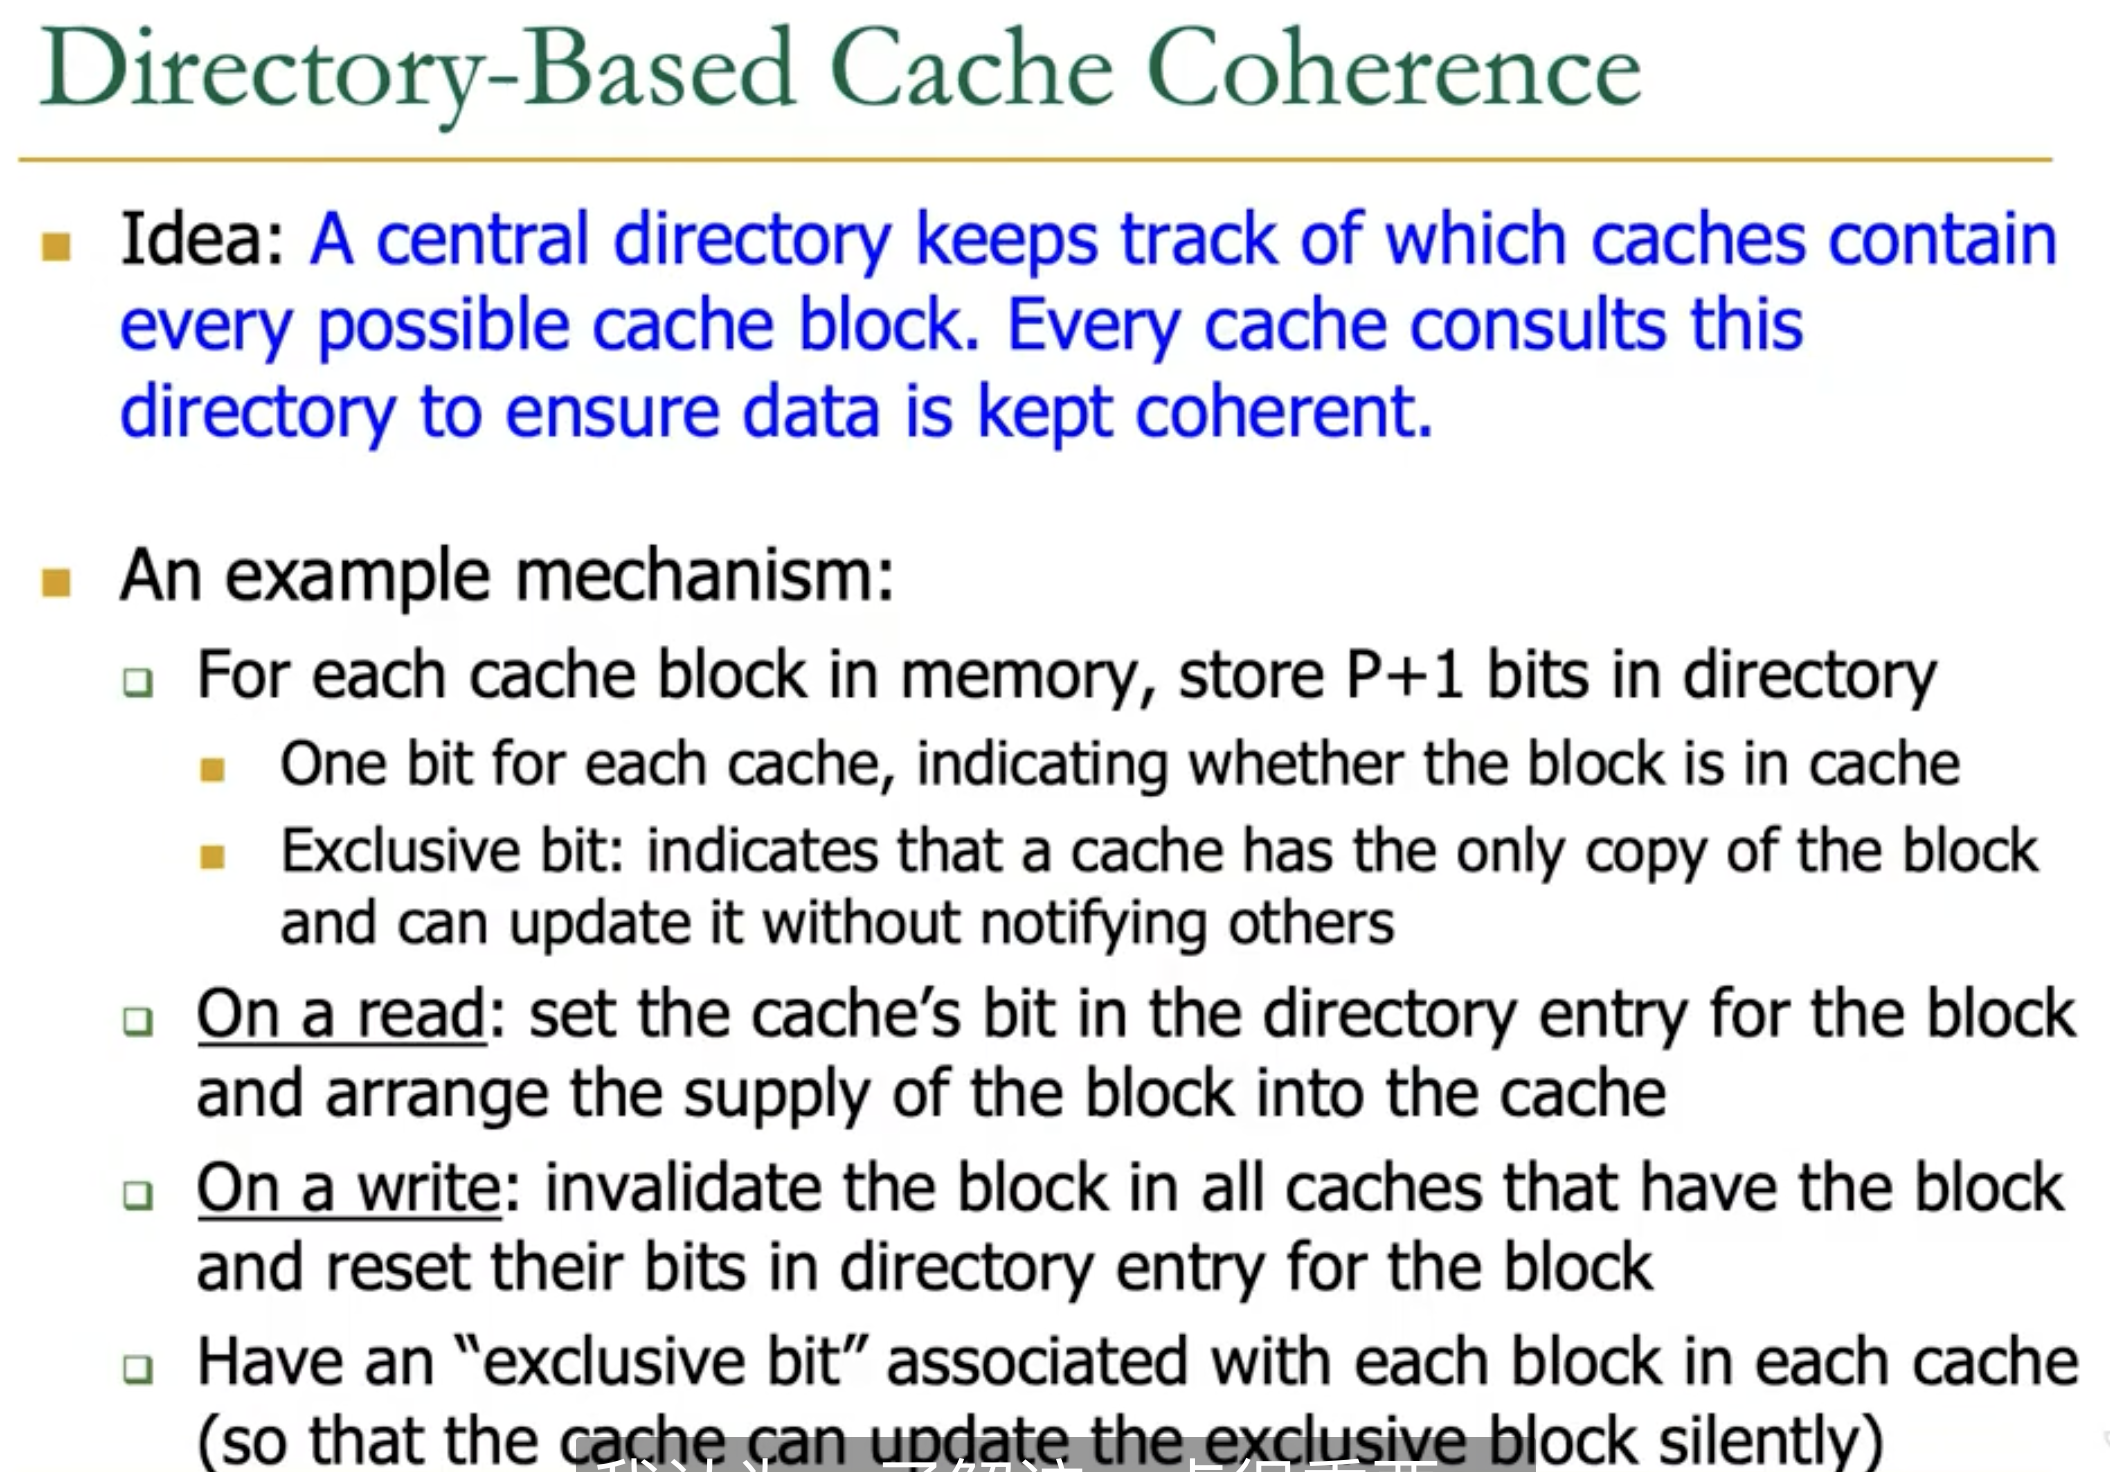 Directory-Based Cache Coherence
Idea: A central directory keeps track of which caches contain
every possible cache block. Every cache consults this
directory to ensure data is kept coherent.
An example mechanism:
For each cache block in memory, store P+1 bits in directory
One bit for each cache, indicating whether the block is in cache
Exclusive bit: indicates that a cache has the only copy of the block
and can update it without notifying others
On a read: set the cache’s bit in the directory entry for the block
and arrange the supply of the block into the cache
On a write: invalidate the block in all caches that have the block
and reset their bits in directory entry for the block
Have an “exclusive bit” associated with each block in each cache
(so that the cache can update the exclusive block silently)